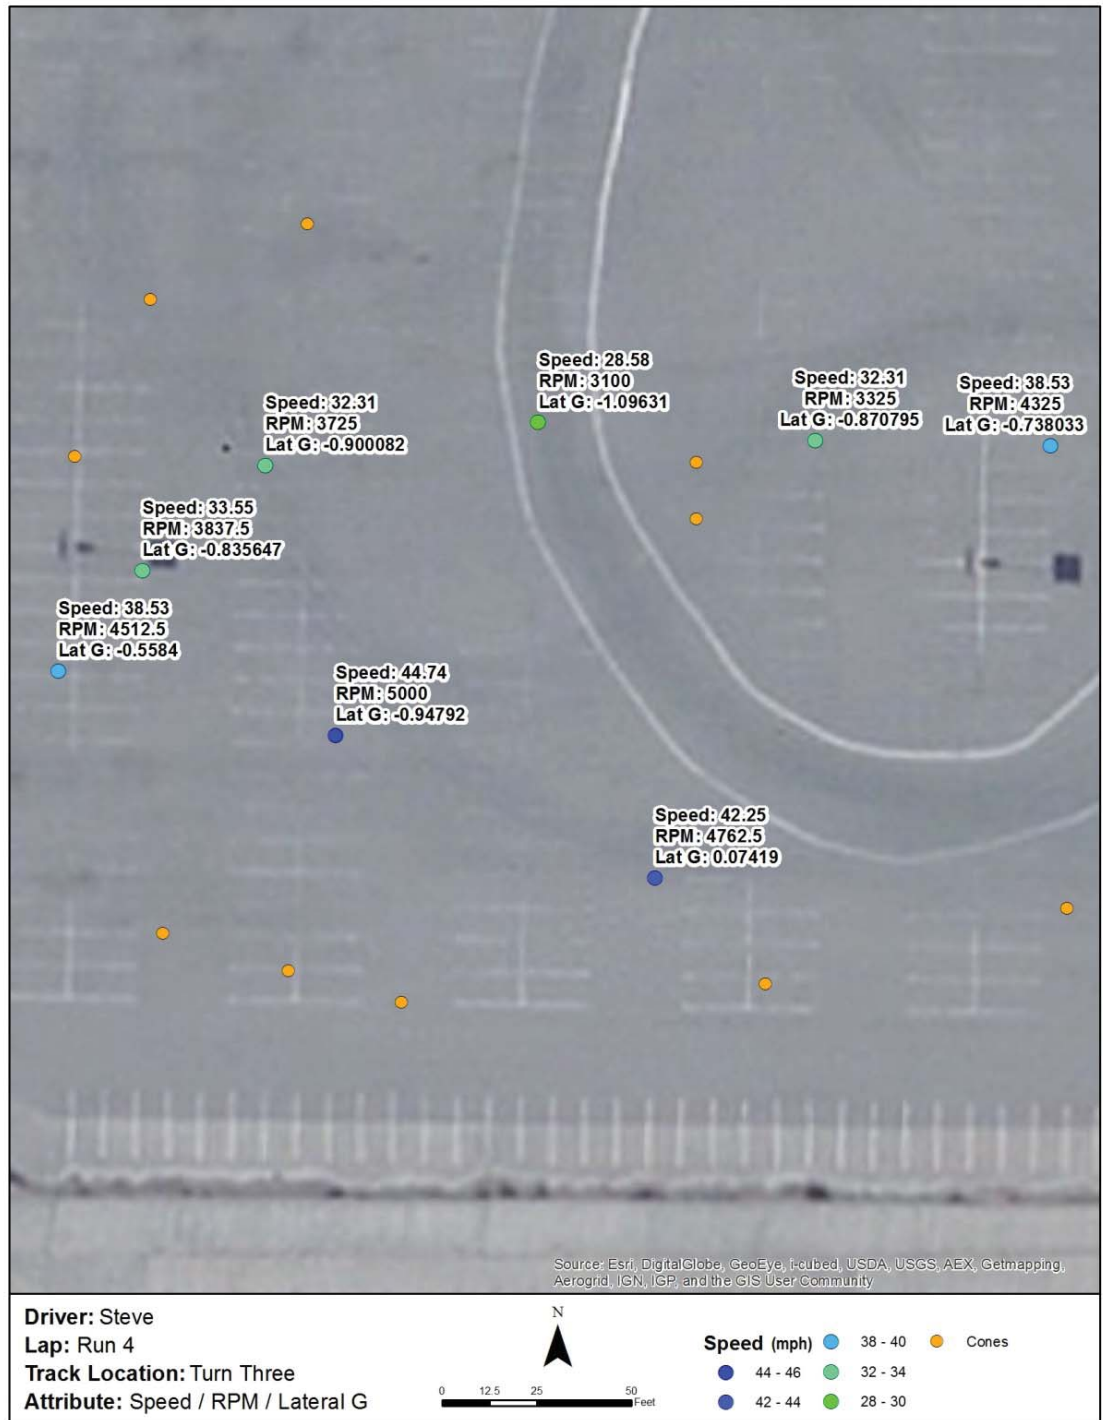 Speed: 28.58
RPM: 3100
Lat G: -1.09631
Speed: 32.31
RPM: 3325
Lat G: -0.870795
Speed: 38.53
RPM: 4325
Lat G: -0.738033
Speed: 32.31
RPM: 3725
Lat G: -0.900082
Speed: 33.55
RPM: 3837.5
Lat G: -0.835647
Speed: 38.53
RPM: 4512.5
Lat G: -0.5584
Speed: 44.74
RPM: 5000
Lat G: -0.94792
Speed: 42.25
RPM: 4762.5
Lat G: 0.07419
Source: Esri, DigitalGlobe, GeoEye, i-cubed, USDA, USGS, AEX, Getmapping,
Aerogrid, IGN, IGP, and the GIS User Community
Driver: Steve
Lap: Run 4
Track Location: Turn Three
Attribute: Speed / RPM / Lateral G
N
0 12.5 25 50
Feet
Speed (mph)
44 - 46
42 - 44
38 - 40
32 - 34
28 - 30
Cones